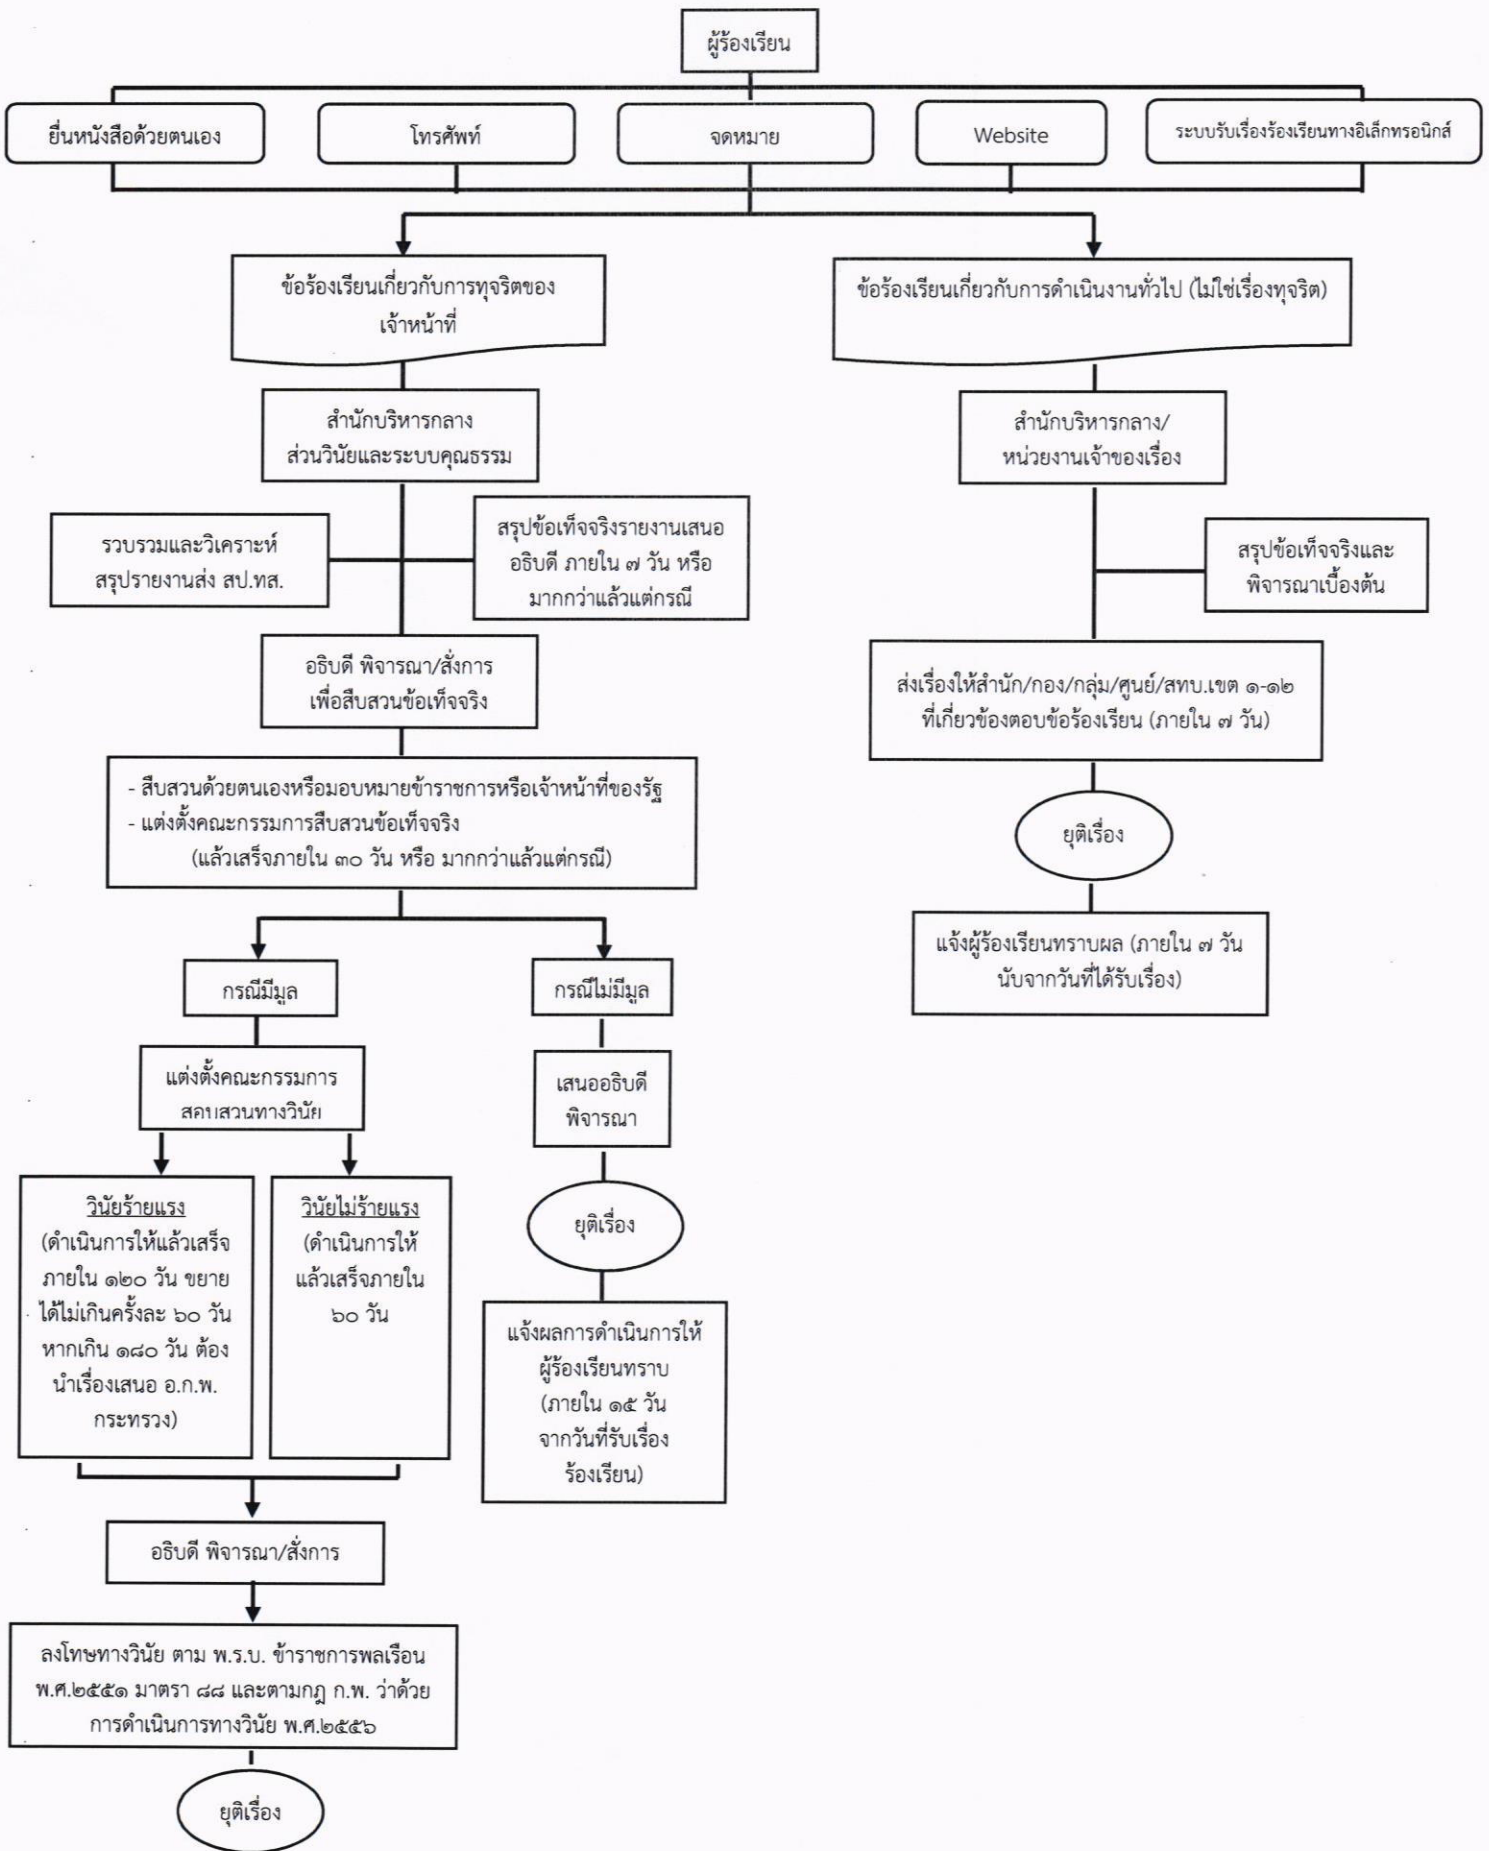 ผู้ร้องเรียน
ยื่นหนังสือด้วยตนเอง
โทรศัพท์
จดหมาย
Website
ระบบรับเรื่องร้องเรียนทางอิเล็กทรอนิกส์
ข้อร้องเรียนเกี่ยวกับการทุจริตของ
เจ้าหน้าที่
ข้อร้องเรียนเกี่ยวกับการดำเนินงานทั่วไป (ไม่ใช่เรื่องทุจริต)
สำนักบริหารกลาง
ส่วนวินัยและระบบคุณธรรม
สำนักบริหารกลาง/
หน่วยงานเจ้าของเรื่อง
รวบรวมและวิเคราะห์
สรุปรายงานส่ง สป.ทส.
สรุปข้อเท็จจริงรายงานเสนอ
อธิบดี ภายใน ๗ วัน หรือ
มากกว่าแล้วแต่กรณี
สรุปข้อเท็จจริงและ
พิจารณาเบื้องต้น
อธิบดี พิจารณา/สั่งการ
เพื่อสืบสวนข้อเท็จจริง
ส่งเรื่องให้สำนัก/กอง/กลุ่ม/ศูนย์/สทบ.เขต ๑-๑๒
ที่เกี่ยวข้องตอบข้อร้องเรียน (ภายใน ๗ วัน)
- สืบสวนด้วยตนเองหรือมอบหมายข้าราชการหรือเจ้าหน้าที่ของรัฐ
- แต่งตั้งคณะกรรมการสืบสวนข้อเท็จจริง
(แล้วเสร็จภายใน ๓๐ วัน หรือ มากกว่าแล้วแต่กรณี)
ยุติเรื่อง
แจ้งผู้ร้องเรียนทราบผล (ภายใน ๗ วัน
นับจากวันที่ได้รับเรื่อง)
กรณีมีมูล
กรณีไม่มีมูล
แต่งตั้งคณะกรรมการ
สอบสวนทางวินัย
เสนออธิบดี
พิจารณา
วินัยร้ายแรง
(ดำเนินการให้แล้วเสร็จ
ภายใน ๑๒๐ วัน ขยาย
ได้ไม่เกินครั้งละ ๖๐ วัน
หากเกิน ๑๘๐ วัน ต้อง
นำเรื่องเสนอ อ.ก.พ.
กระทรวง)
วินัยไม่ร้ายแรง
(ดำเนินการให้
แล้วเสร็จภายใน
๖๐ วัน
ยุติเรื่อง
แจ้งผลการดำเนินการให้
ผู้ร้องเรียนทราบ
(ภายใน ๑๕ วัน
จากวันที่รับเรื่อง
ร้องเรียน)
อธิบดี พิจารณา/สั่งการ
ลงโทษทางวินัย ตาม พ.ร.บ. ข้าราชการพลเรือน
พ.ศ.๒๕๕๑ มาตรา ๘๘ และตามกฎ ก.พ. ว่าด้วย
การดำเนินการทางวินัย พ.ศ.๒๕๕๖
ยุติเรื่อง